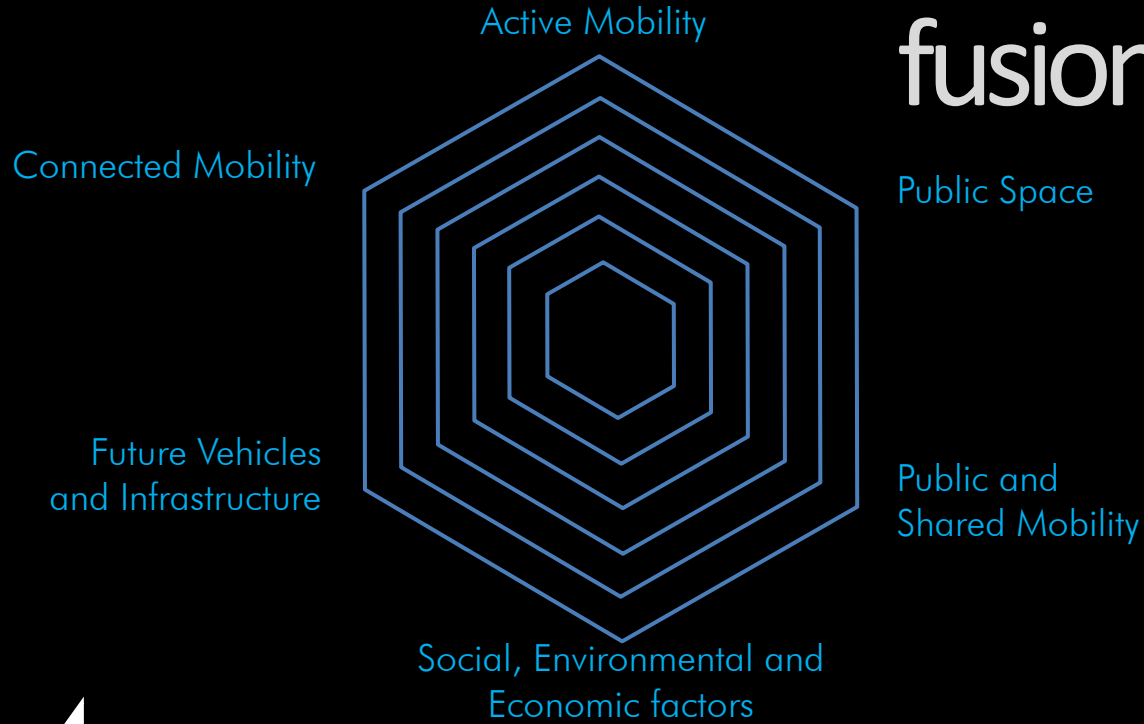 Active Mobility
fusion
Connected Mobility
Public Space
Future Vehicles
and Infrastructure
Public and
Shared Mobility
Social, Environmental and
Economic factors